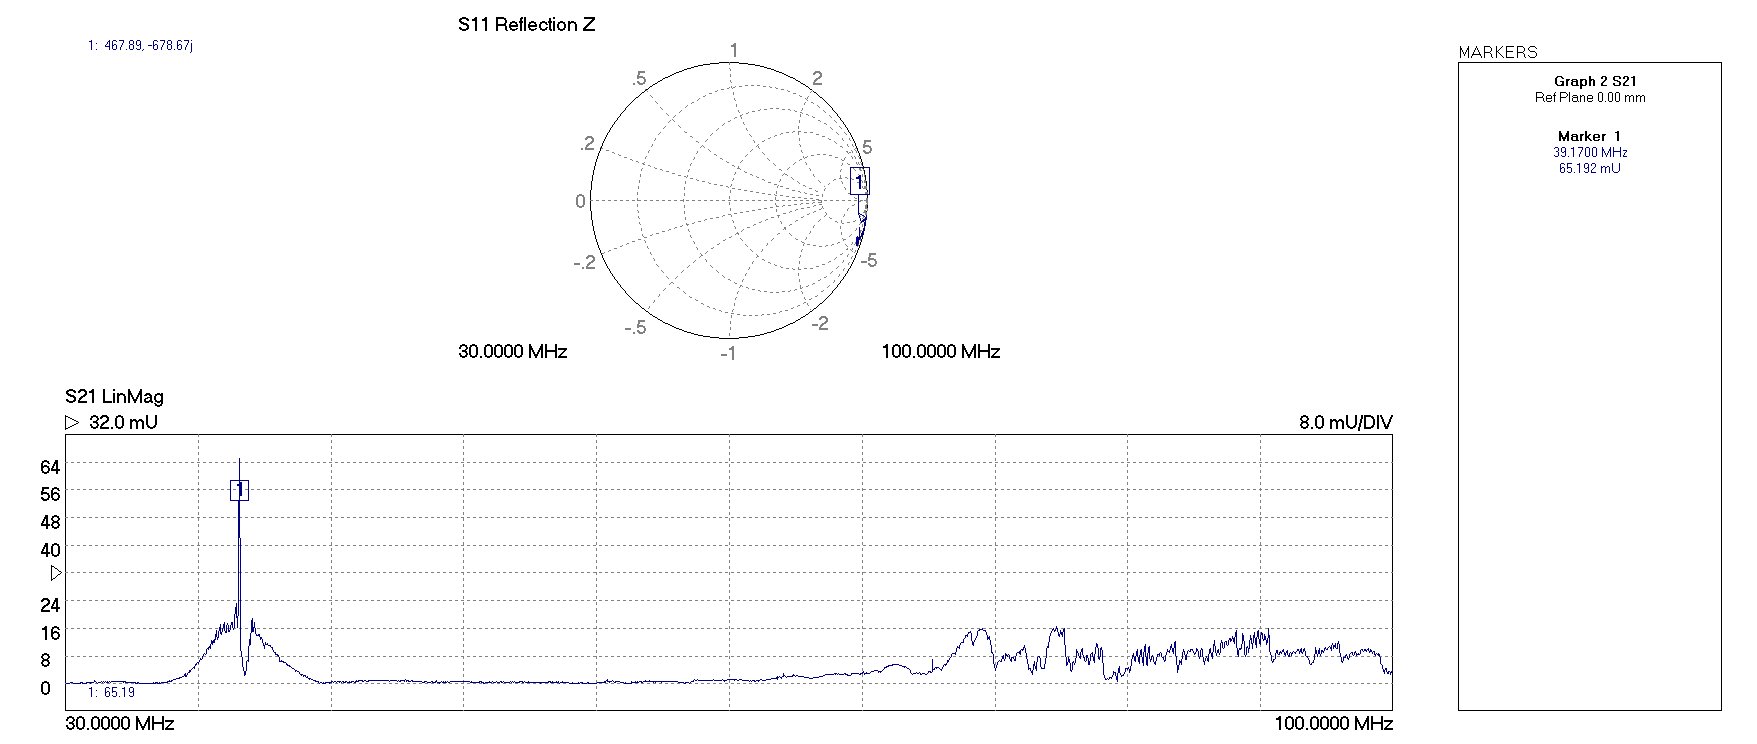 S11 Reflection Z
1: 467.89, -678.67j
MARKERS
1
.5
2
.2
5
1
0
-.2
-5
-.5
-2
-1
30.0000 MHz
100.0000 MHz
Graph 2 S21
Ref Plane 0.00 mm
Marker 1
39.1700 MHz
65.192 mU
S21 LinMag
32.0 mU
8.0 mU/DIV
64
56
1
48
40
24
16
8
0
1: 65.19
30.0000 MHz
100.0000 MHz